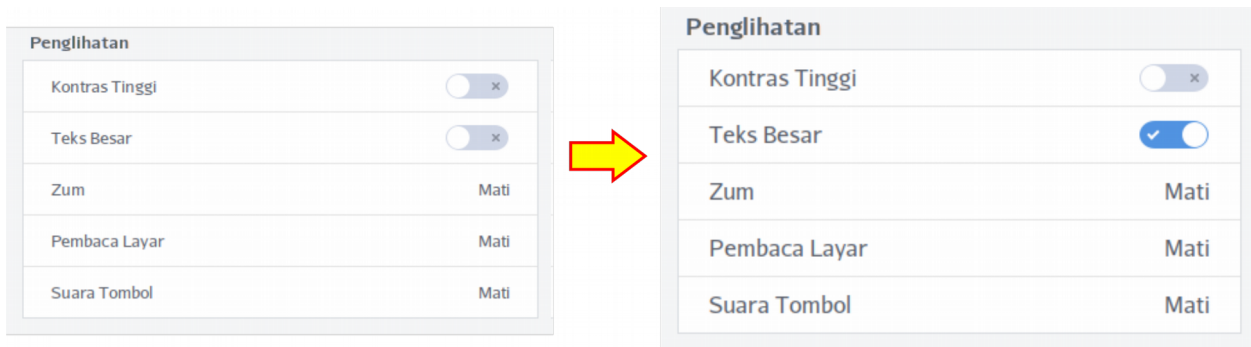 Penglihatan
Kontras Tinggi
Teks Besar
Zum Mati
Pembaca Layar Mati
Suara Tombol Mati
Penglihatan
Kontras Tinggi
Teks Besar
Zum Mati
Pembaca Layar Mati
Suara Tombol Mati